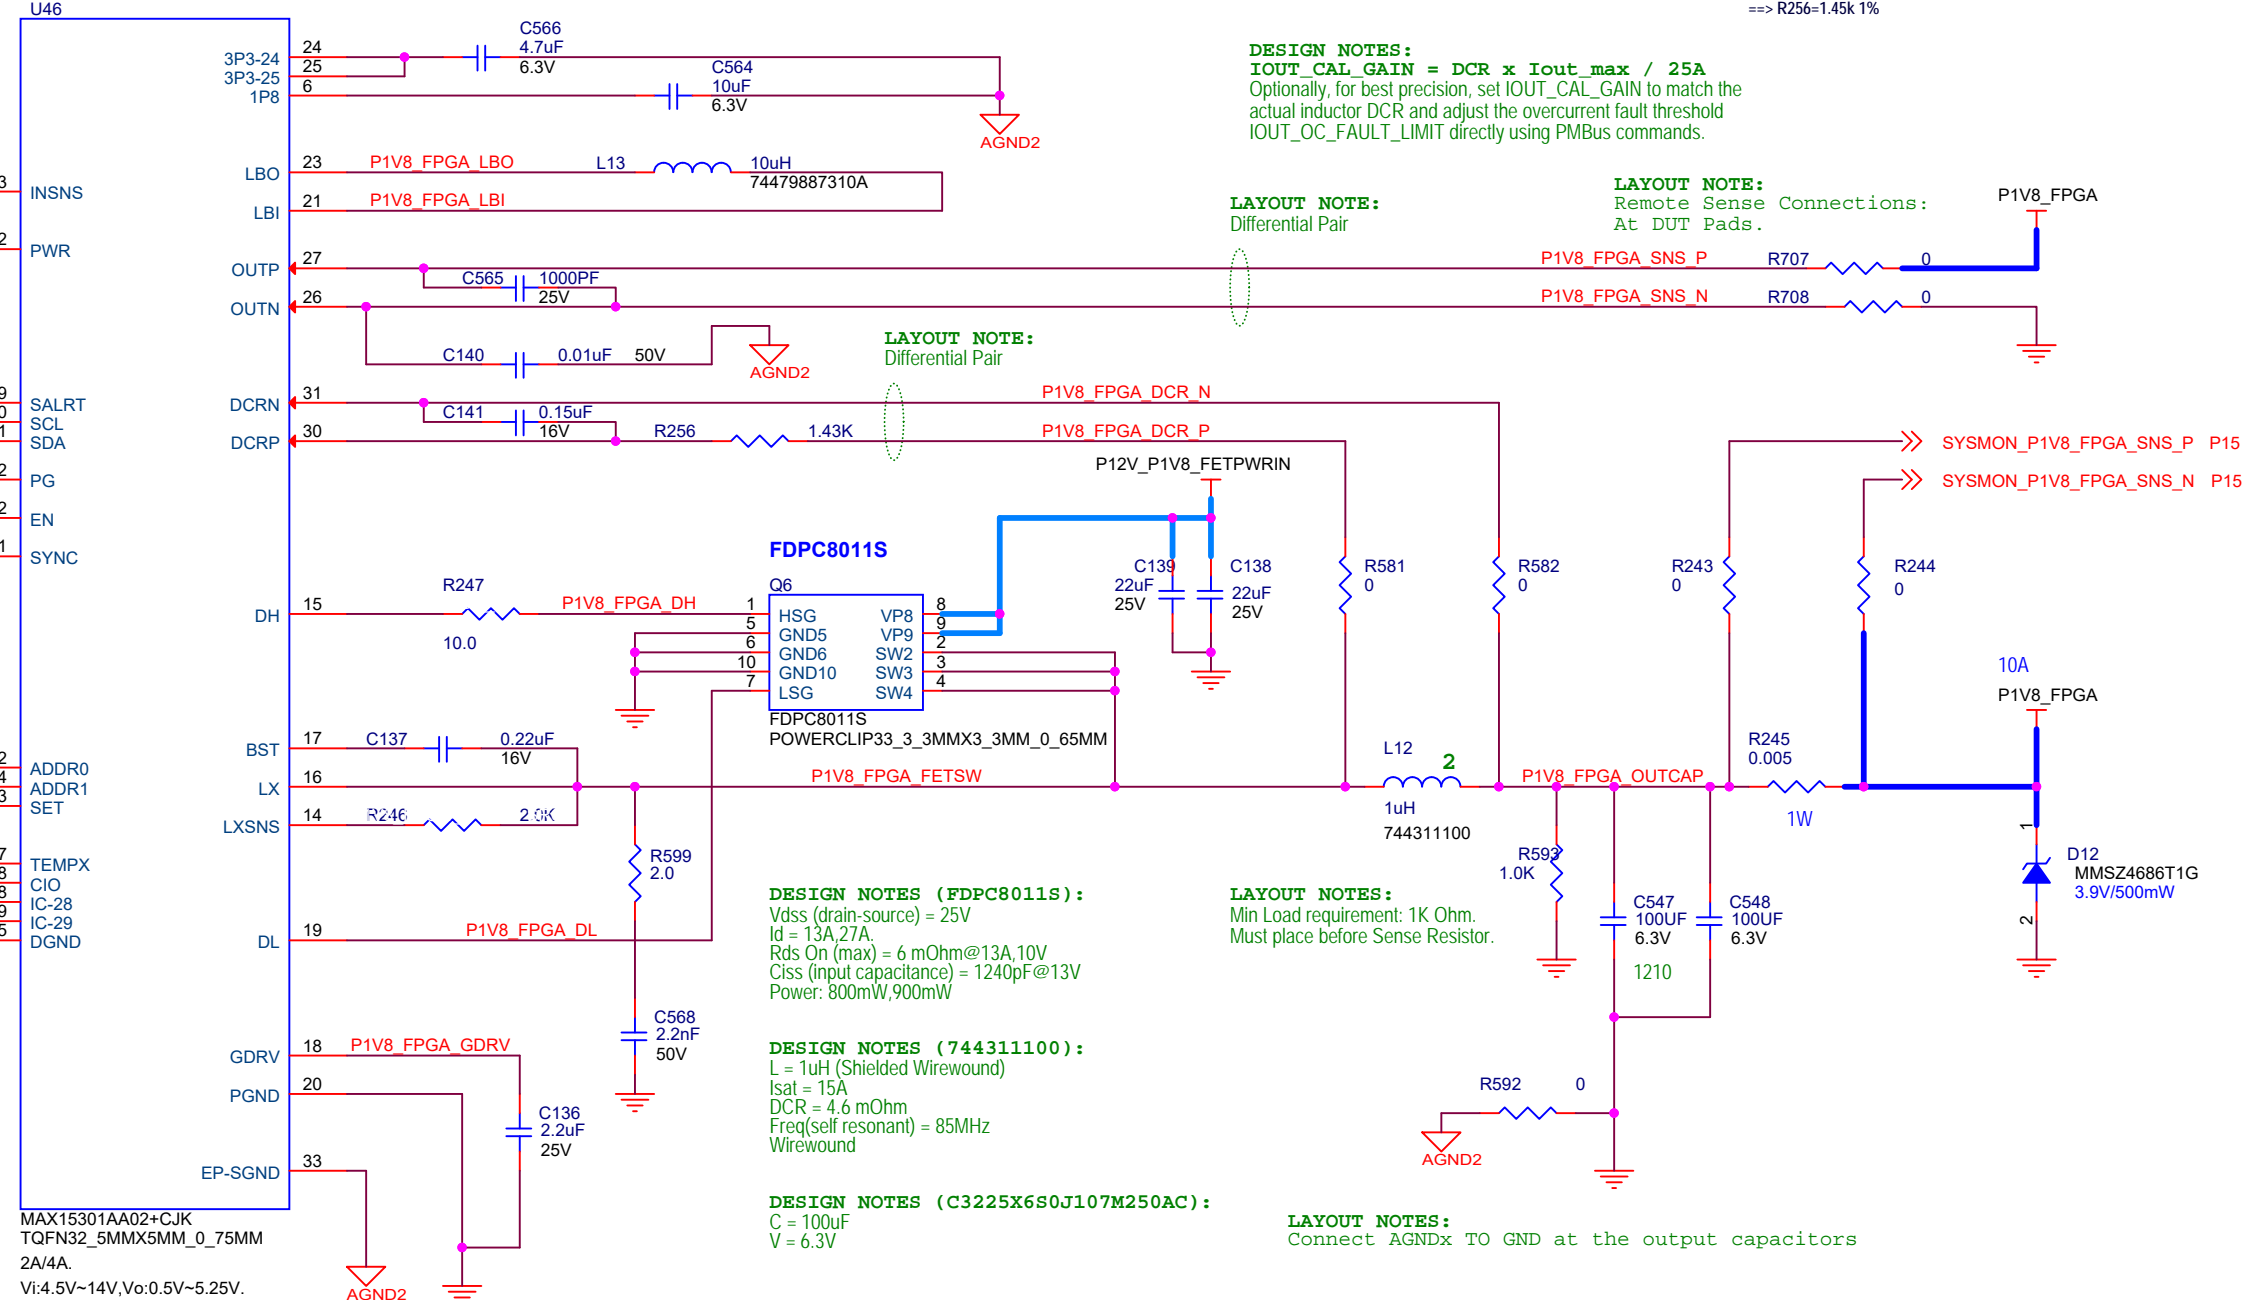 U46
==> R256=1.45k 1%
3P3-24 24
3P3-25 25
1P8 6
C566
4.7uF
6.3V
C564
10uF
6.3V
AGND2
DESIGN NOTES:
IOUT_CAL_GAIN = DCR x Iout_max / 25A
Optionally, for best precision, set IOUT_CAL_GAIN to match the
actual inductor DCR and adjust the overcurrent fault threshold
IOUT_OC_FAULT_LIMIT directly using PMBus commands.
LBO 23 P1V8_FPGA_LBO L13 10uH
74479887310A
LBI 21 P1V8_FPGA_LBI
3 INSNS
2 PWR
LAYOUT NOTE:
Differential Pair
LAYOUT NOTE:
Remote Sense Connections:
At DUT Pads.
P1V8_FPGA
OUTP 27 P1V8_FPGA_SNS_P R707 0
C565 1000PF
25V
OUTN 26 P1V8_FPGA_SNS_N R708 0
C140 0.01uF 50V
AGND2
LAYOUT NOTE:
Differential Pair
9 SALRT
0 SCL
1 SDA
2 PG
2 EN
1 SYNC
DCRN 31 P1V8_FPGA_DCR_N
C141 0.15uF
16V
DCRP 30 R256 1.43K P1V8_FPGA_DCR_P
P12V_P1V8_FETPWRIN
SYSMON_P1V8_FPGA_SNS_P P15
SYSMON_P1V8_FPGA_SNS_N P15
FDPC8011S
Q6
C139
22uF
25V
C138
22uF
25V
R581
0
R582
0
R243
0
R244
0
DH 15 R247
10.0
P1V8_FPGA_DH
1 HSG VP8 8
5 GND5 VP9 9
6 GND6 SW2 2
10 GND10 SW3 3
7 LSG SW4 4
FDPC8011S
POWERCLIP33_3_3MMX3_3MM_0_65MM
10A
P1V8_FPGA
BST 17 C137 0.22uF
16V
LX 16 P1V8_FPGA_FETSW
L12 2
1uH
744311100
P1V8_FPGA_OUTCAP
R245
0.005
1W
2 ADDR0
4 ADDR1
3 SET
LXSNS 14 R246
7 TEMPX
8 CIO
8 IC-28
9 IC-29
5 DGND
R599
2.0
R593
1.0K
1
D12
MMSZ4686T1G
3.9V/500mW
2
DL 19 P1V8_FPGA_DL
DESIGN NOTES (FDPC8011S):
Vdss (drain-source) = 25V
Id = 13A,27A.
Rds On (max) = 6 mOhm@13A,10V
Ciss (input capacitance) = 1240pF@13V
Power: 800mW,900mW
LAYOUT NOTES:
Min Load requirement: 1K Ohm.
Must place before Sense Resistor.
C547
100UF
6.3V
1210
C548
100UF
6.3V
C568
2.2nF
50V
GDRV 18 P1V8_FPGA_GDRV
PGND 20
C136
2.2uF
25V
EP-SGND 33
DESIGN NOTES (744311100):
L = 1uH (Shielded Wirewound)
Isat = 15A
DCR = 4.6 mOhm
Freq(self resonant) = 85MHz
Wirewound
R592 0
AGND2
DESIGN NOTES (C3225X6S0J107M250AC):
C = 100uF
V = 6.3V
LAYOUT NOTES:
Connect AGNDx TO GND at the output capacitors
MAX15301AA02+CJK
TQFN32_5MMX5MM_0_75MM
2A/4A.
Vi:4.5V~14V,Vo:0.5V~5.25V.
AGND2